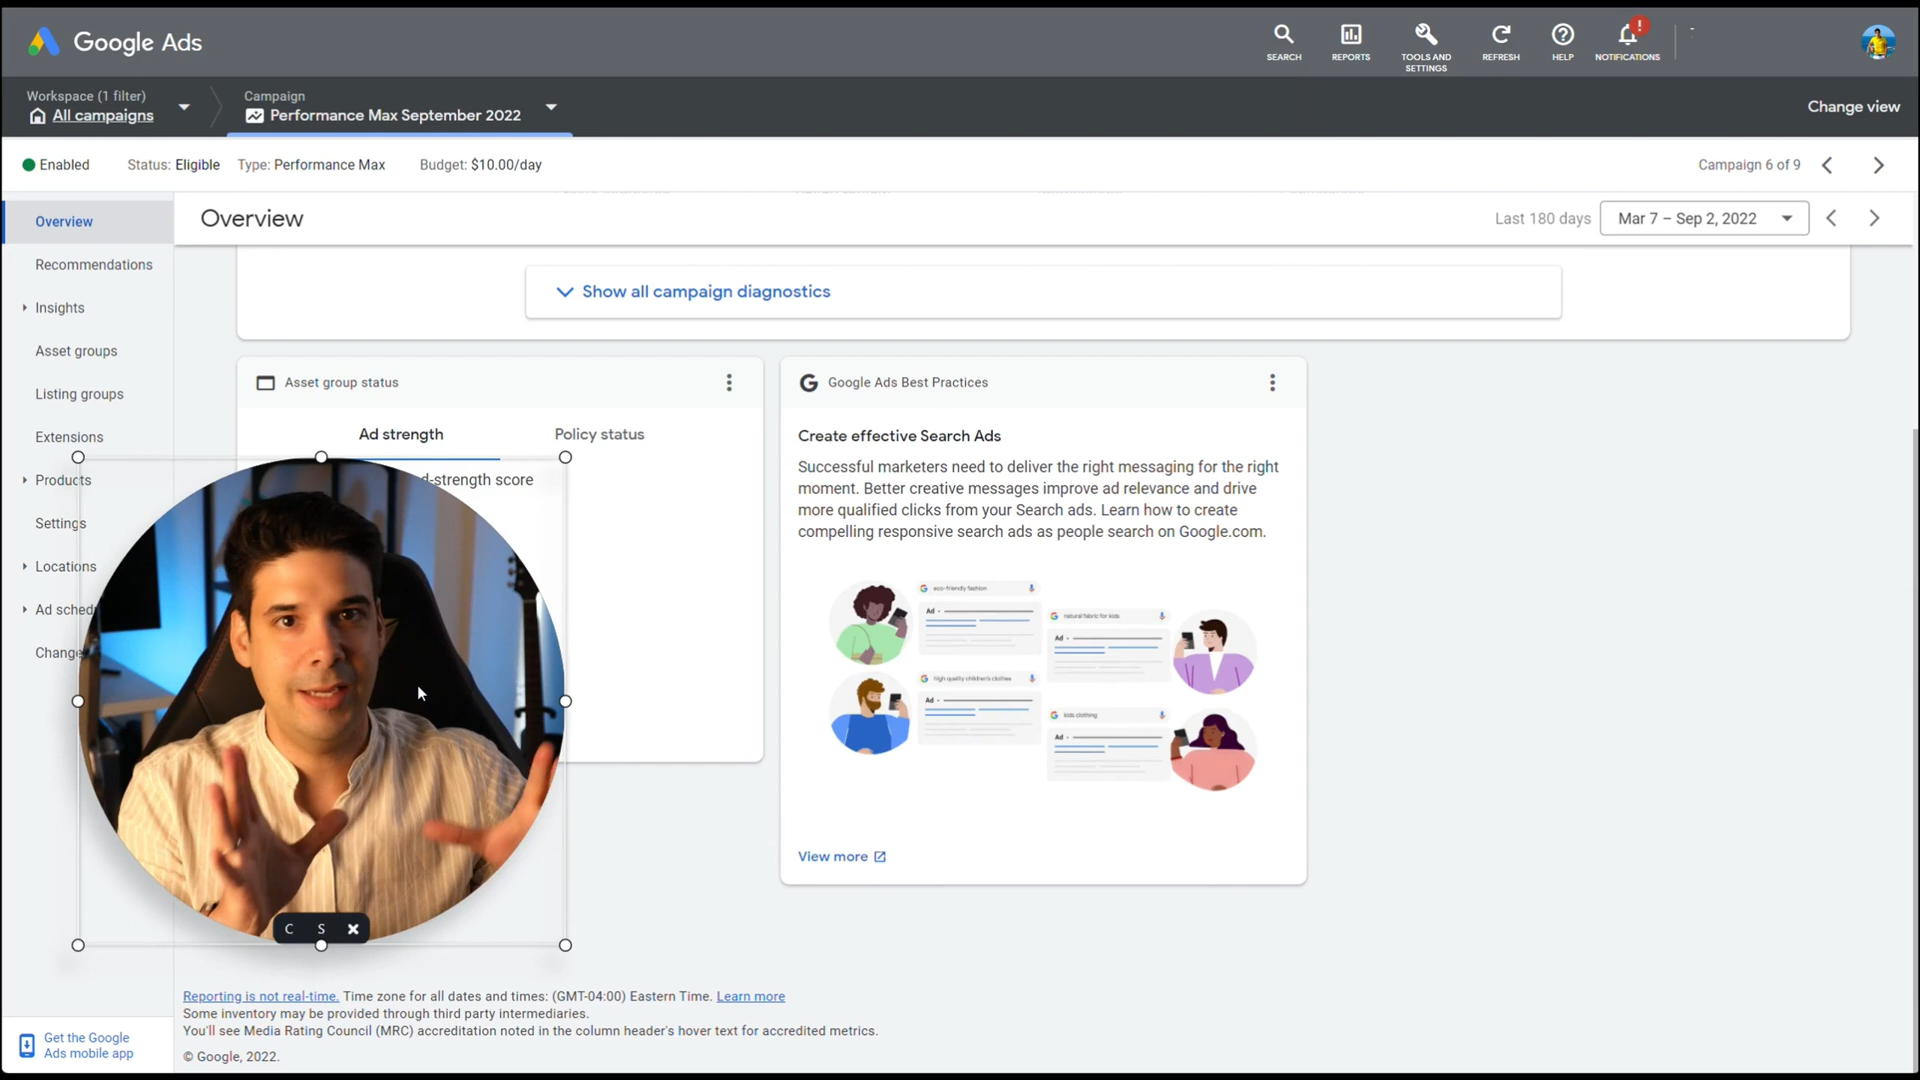 Google Ads
SEARCH
REPORTS
TOOLS AND
SETTINGS
REFRESH
HELP
NOTIFICATIONS
Workspace (1 filter)
All campaigns
Campaign
Performance Max September 2022
Change view
Enabled
Status: Eligible
Type: Performance Max
Budget: $10.00/day
Campaign 6 of 9
Overview
Recommendations
Insights
Asset groups
Listing groups
Extensions
Products
Settings
Locations
Ad sched
Change
Get the Google
Ads mobile app
Overview
Last 180 days
Mar 7 – Sep 2, 2022
Show all campaign diagnostics
Asset group status
Ad strength
Policy status
d-strength score
Google Ads Best Practices
Create effective Search Ads
Successful marketers need to deliver the right messaging for the right
moment. Better creative messages improve ad relevance and drive
more qualified clicks from your Search ads. Learn how to create
compelling responsive search ads as people search on Google.com.
eco-friendly fashion
Ad
natural fabric for kids
Ad
high quality children's clothes
Ad
kids clothing
Ad
View more
C S
Reporting is not real-time. Time zone for all dates and times: (GMT-04:00) Eastern Time. Learn more
Some inventory may be provided through third party intermediaries.
You'll see Media Rating Council (MRC) accreditation noted in the column header's hover text for accredited metrics.
© Google, 2022.